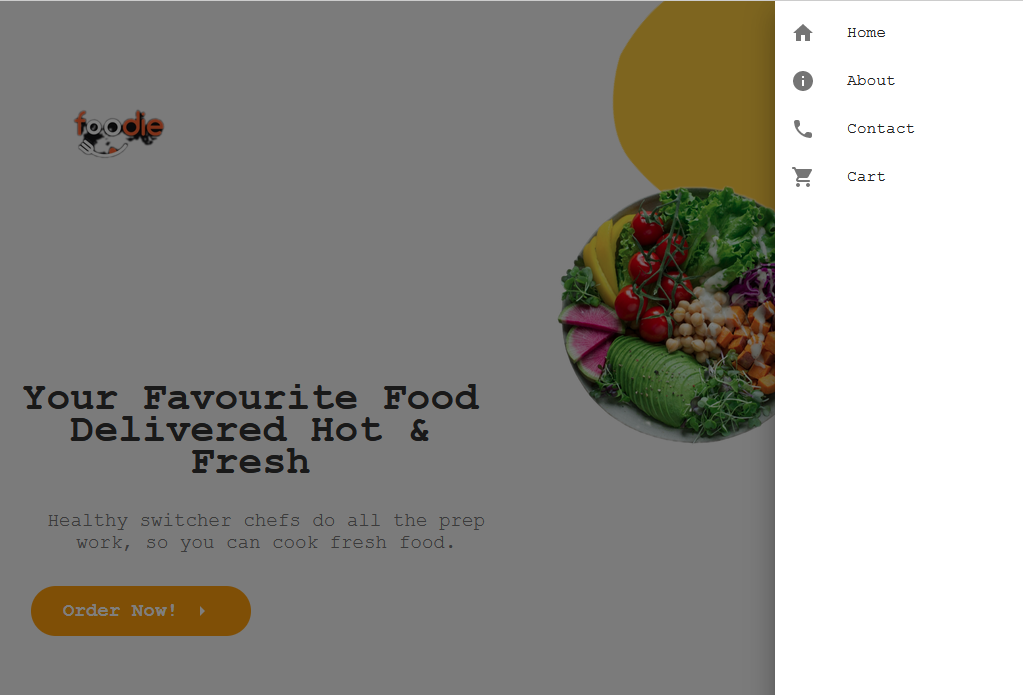 foodie
Your Favourite Food
Delivered Hot &
Fresh
Healthy switcher chefs do all the prep
work, so you can cook fresh food.
Order Now!
Home
About
Contact
Cart